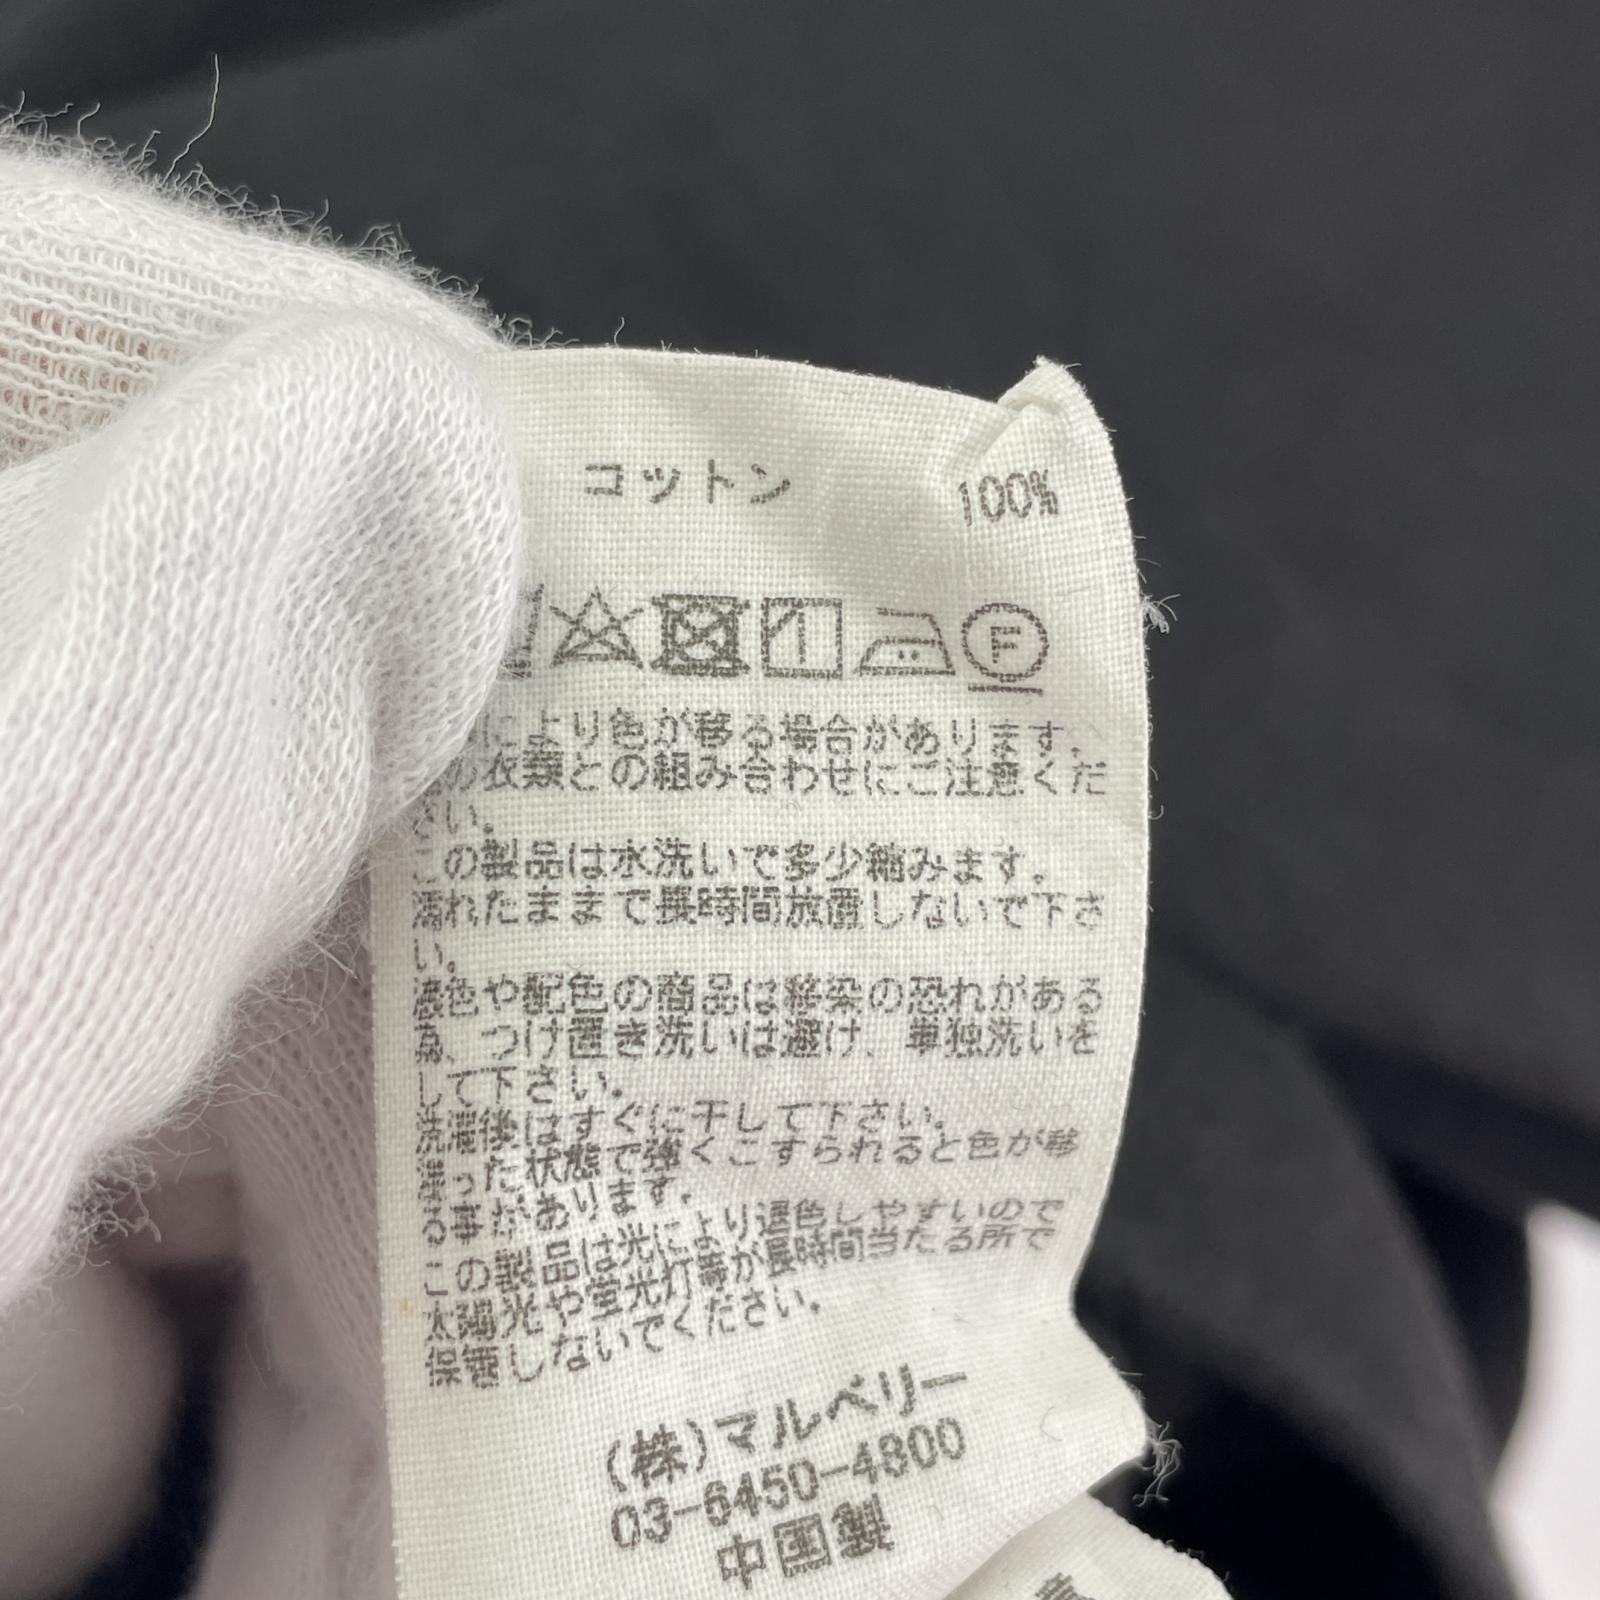 コットン 100%
F
により色が移る場合があります。
衣類との組み合わせにご注意くだ
さい。
この製品は水洗いで多少縮みます。
濡れたままで長時間放置しないで下さ
い。
濃色や配色の商品は移染の恐れがある
為、つけ置き洗いは避け、単独洗いを
して下さい。
洗濯後はすぐに干して下さい。
湿った状態で強くこすられると色が移
る事があります。
この製品は光により退色しやすいので
太陽光や蛍光灯等が長時間当たる所で
保管しないでください。
(株)マルベリー
03-6450-4800
中国製